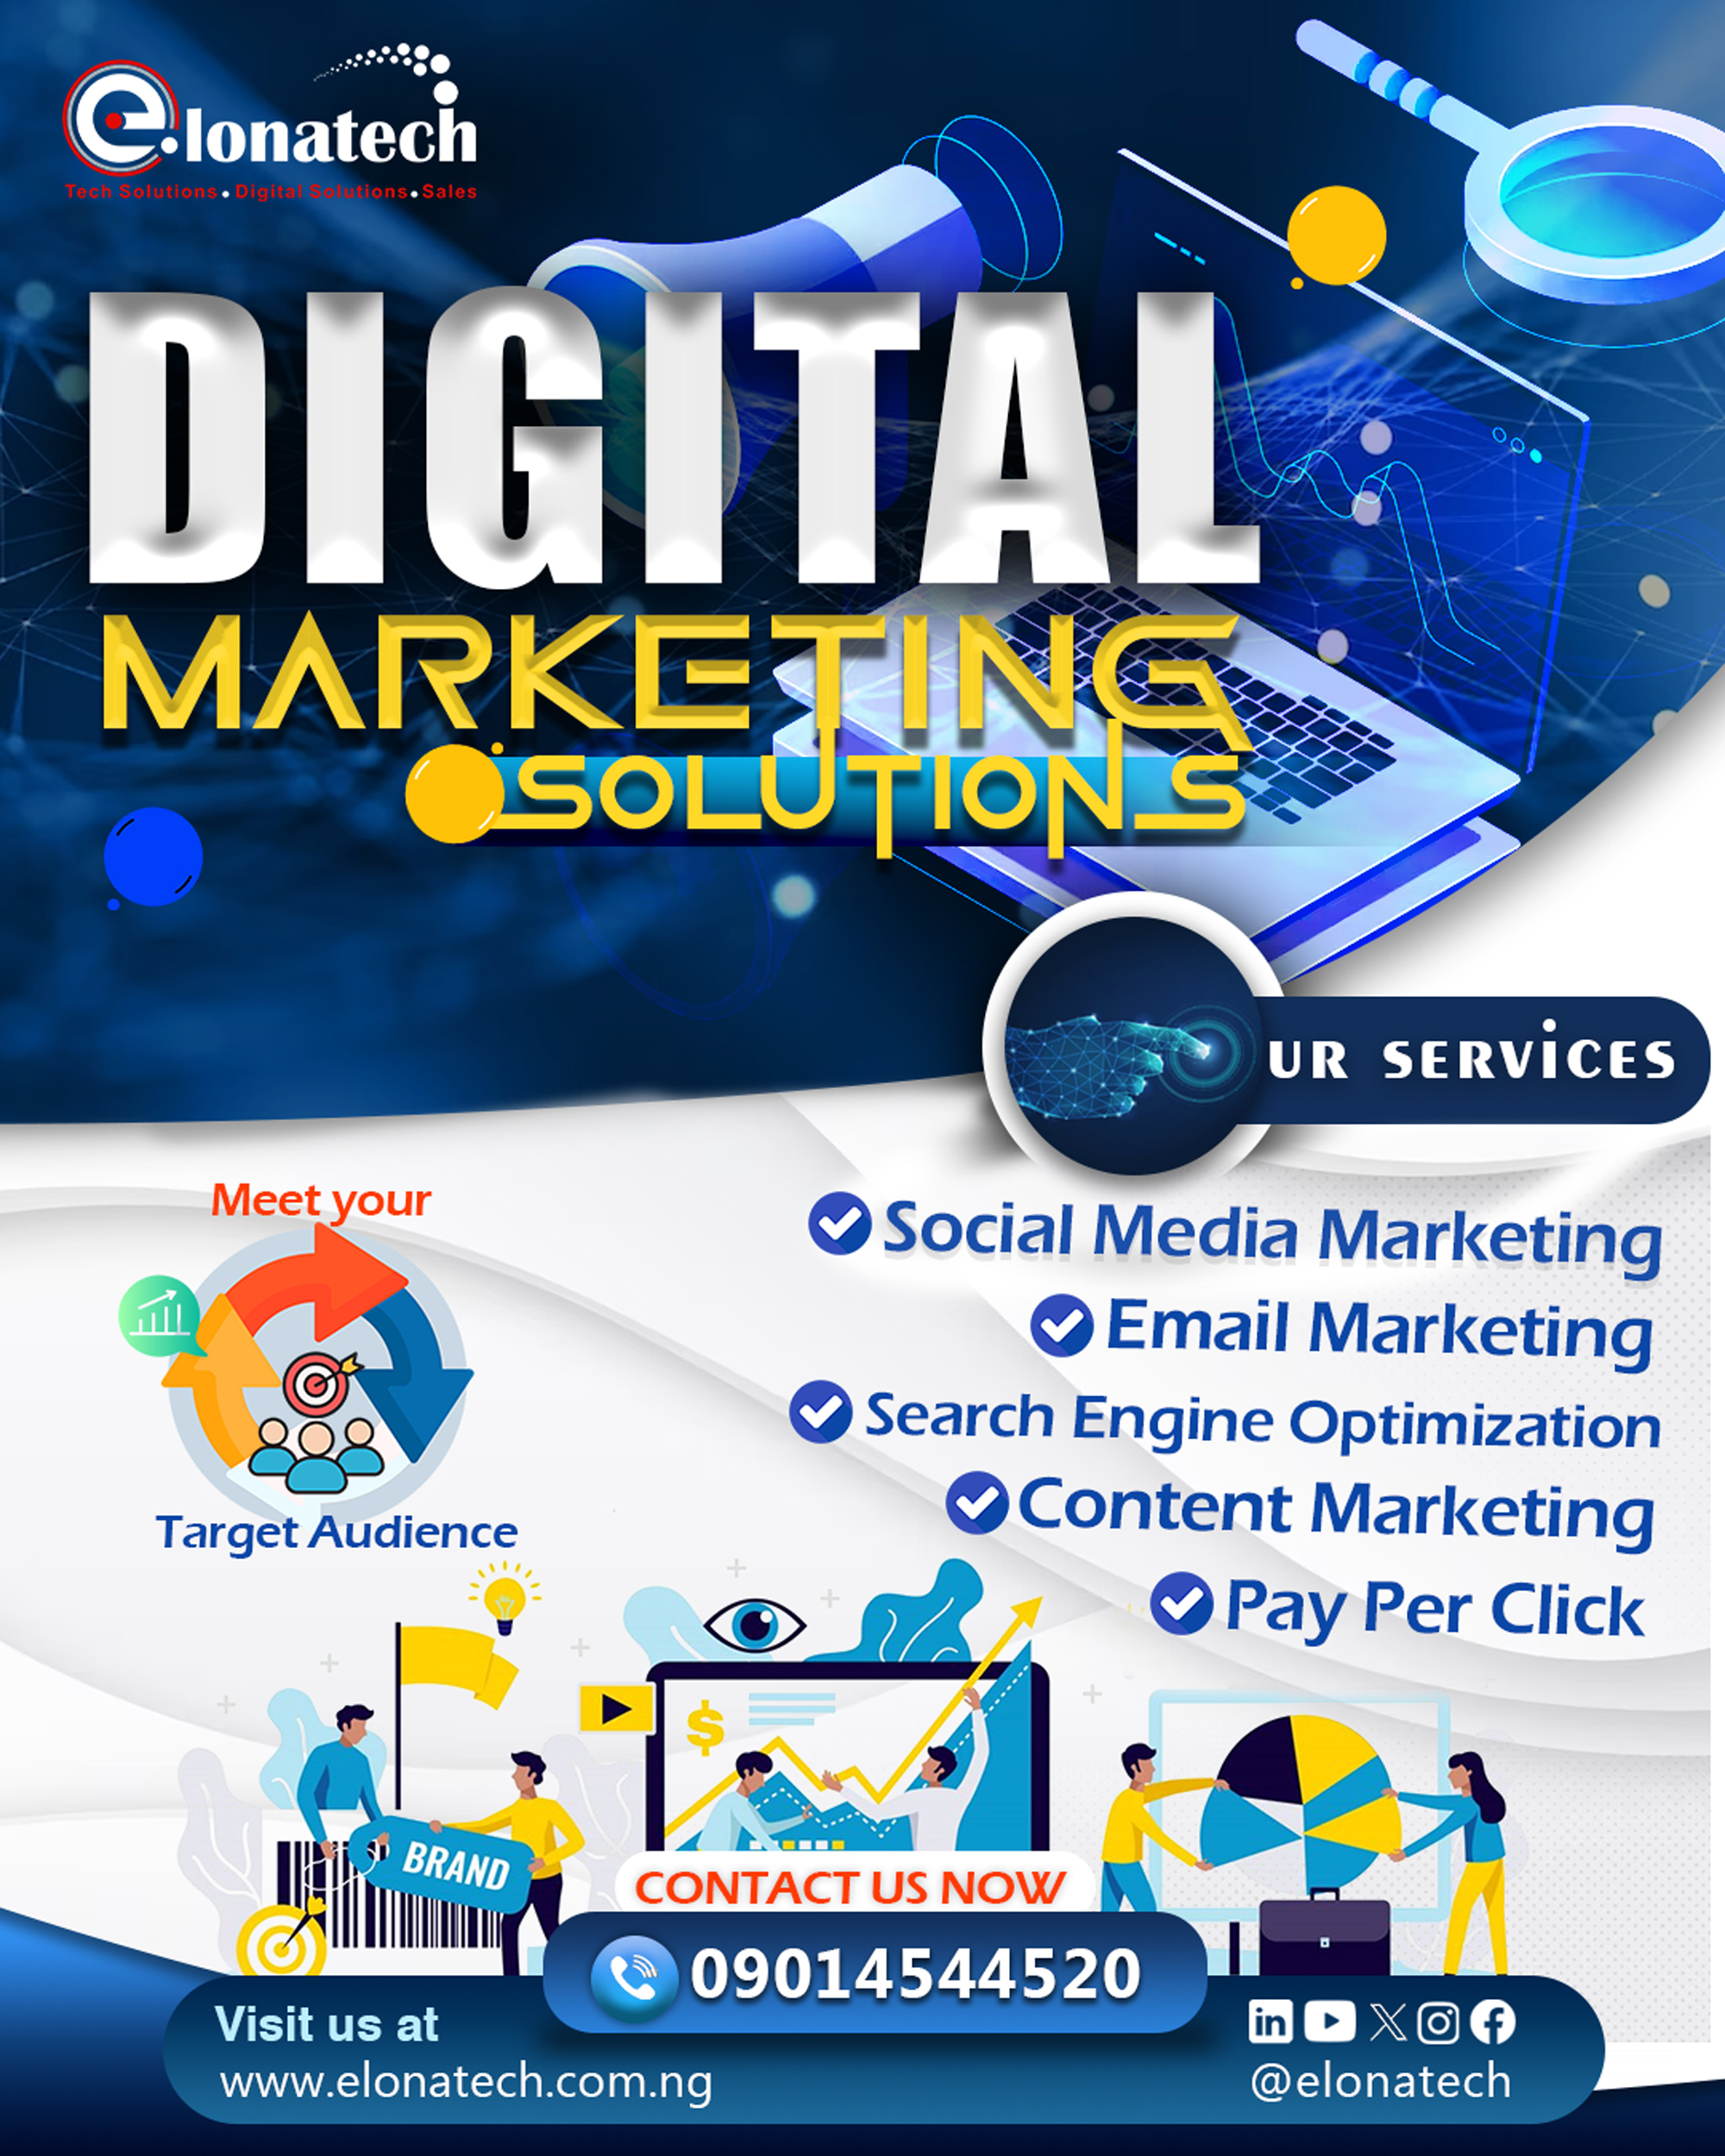 e.lonatech
Tech Solutions • Digital Solutions • Sales
DIGITAL
MARKETING
SOLUTIONS
UR SERVICES
Meet your
Target Audience
Social Media Marketing
Email Marketing
Search Engine Optimization
Content Marketing
Pay Per Click
$
BRAND
CONTACT US NOW
09014544520
Visit us at
www.elonatech.com.ng
in
@elonatech